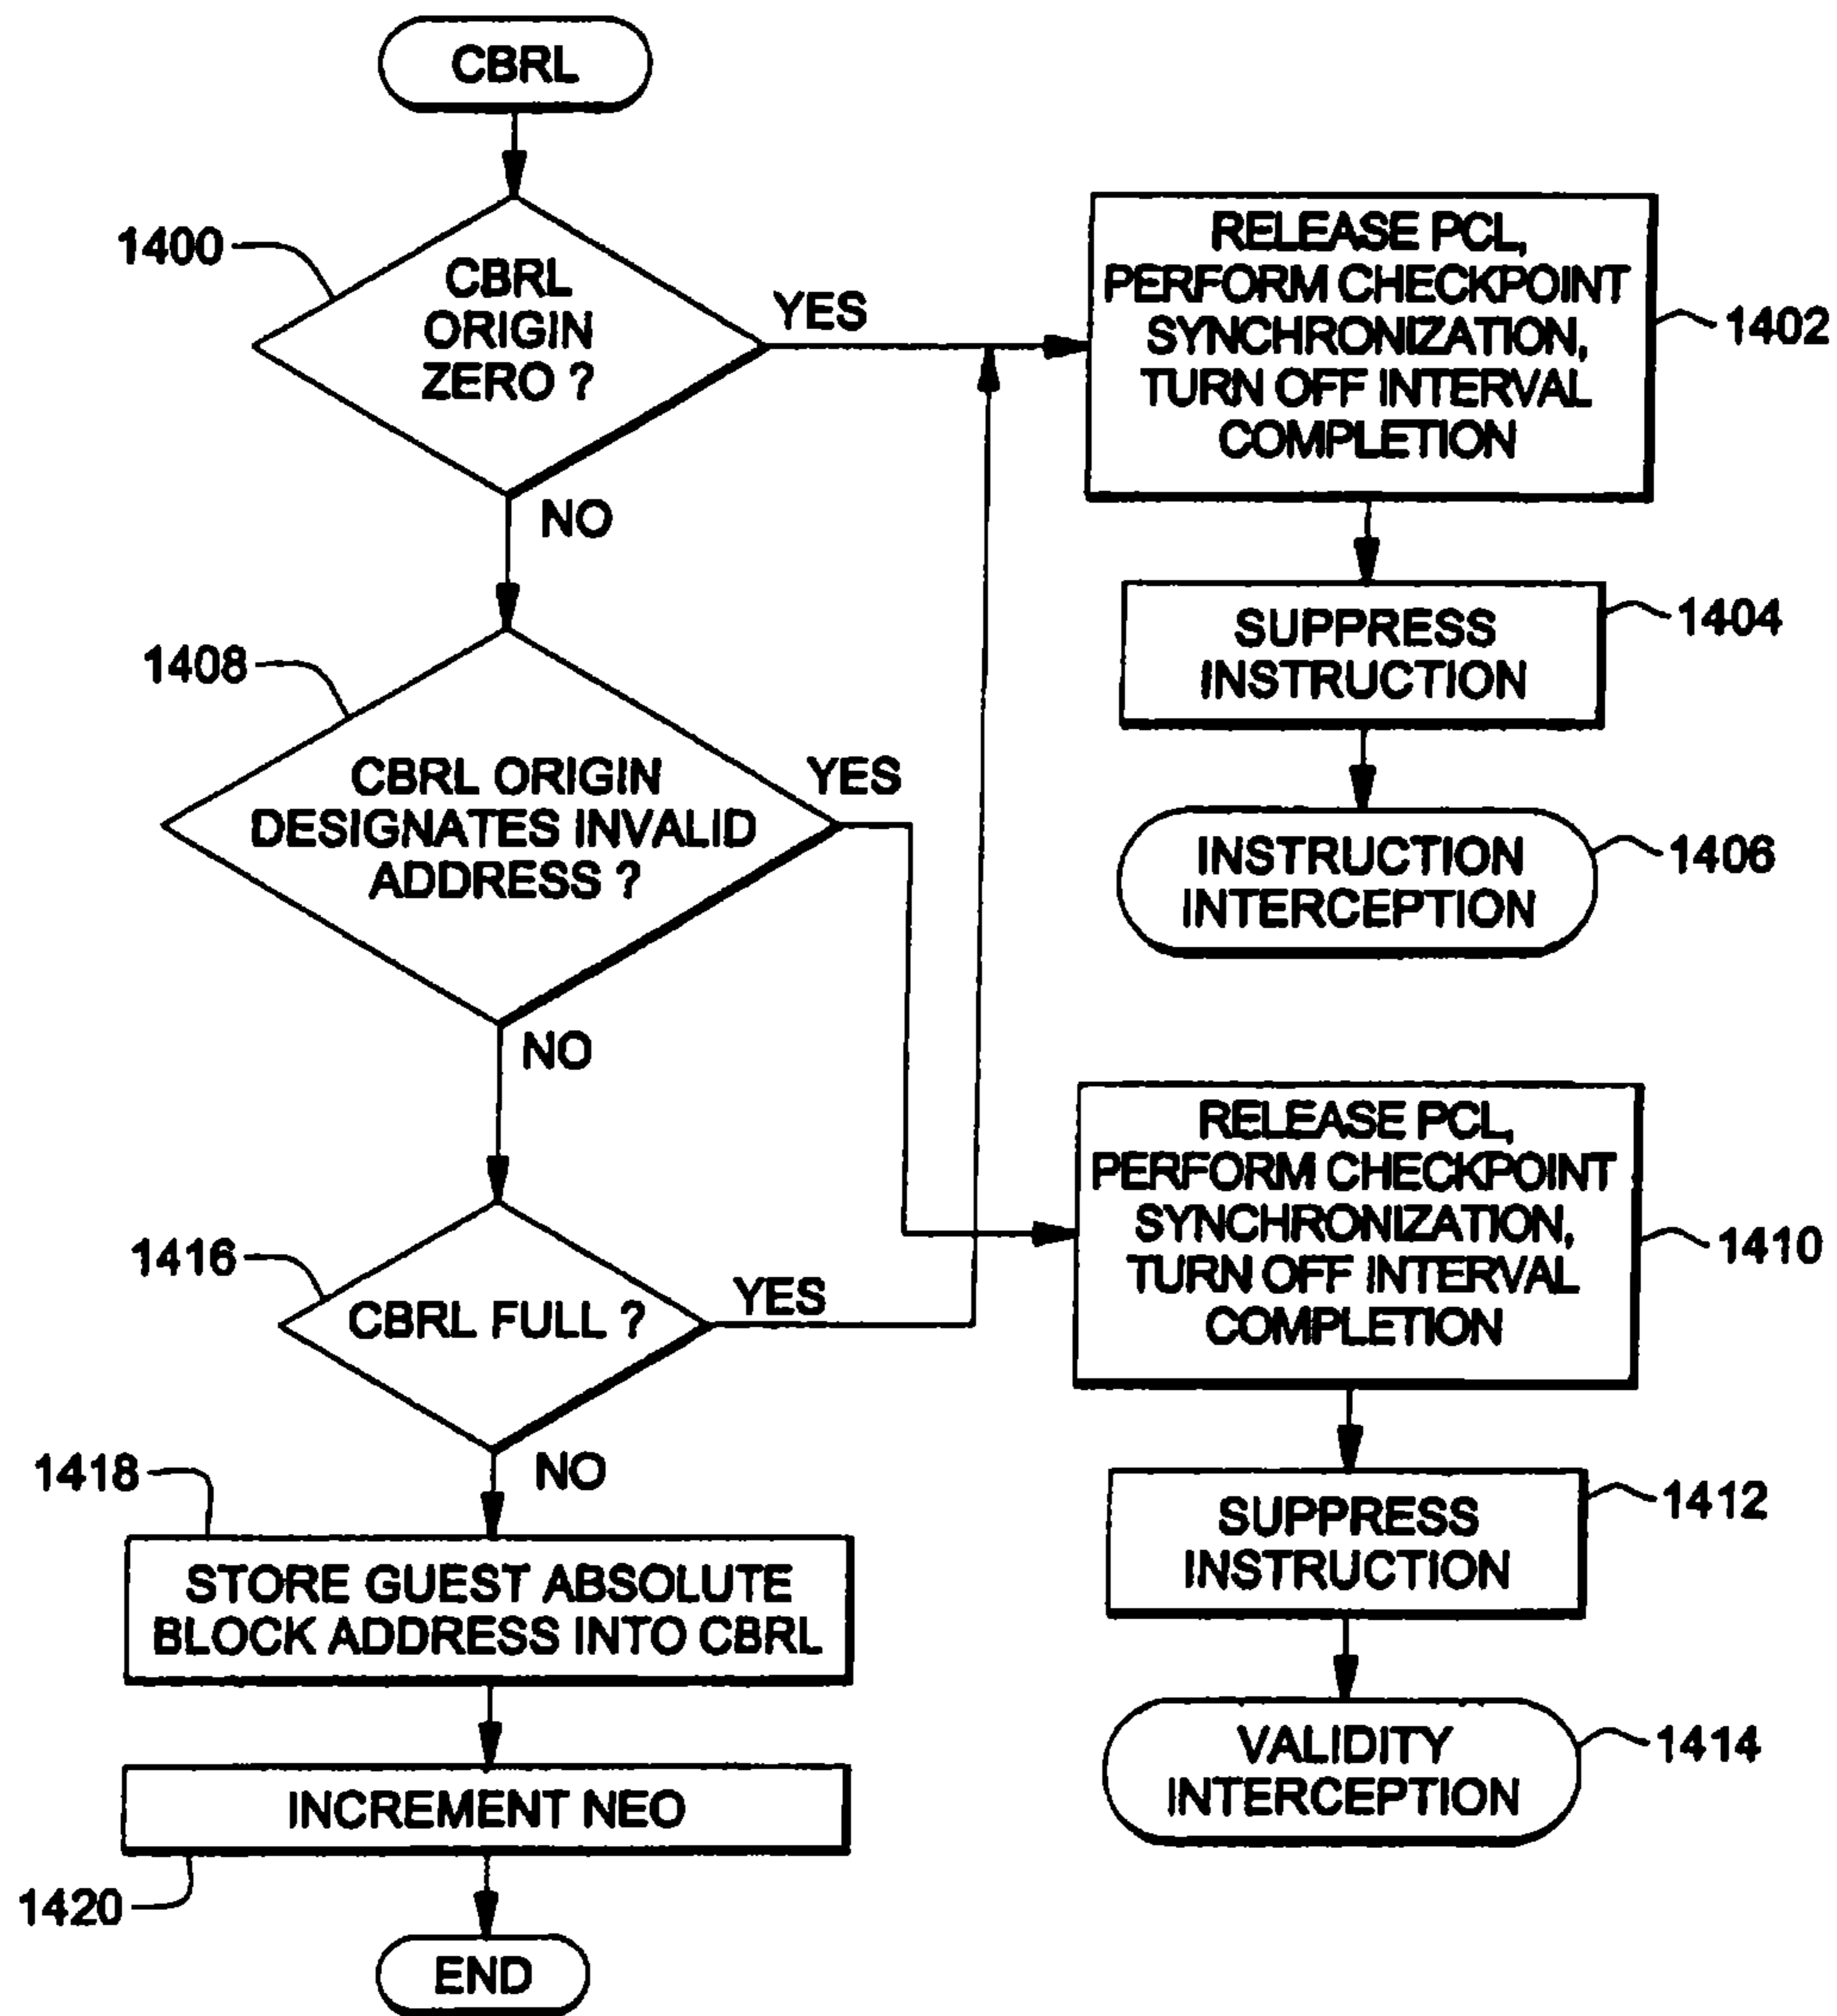 CBRL
1400
CBRL
ORIGIN
ZERO ?
YES
NO
RELEASE PCL,
PERFORM CHECKPOINT
SYNCHRONIZATION,
TURN OFF INTERVAL
COMPLETION
1402
SUPPRESS
INSTRUCTION
1404
INSTRUCTION
INTERCEPTION
1406
1408
CBRL ORIGIN
DESIGNATES INVALID
ADDRESS ?
YES
NO
RELEASE PCL,
PERFORM CHECKPOINT
SYNCHRONIZATION,
TURN OFF INTERVAL
COMPLETION
1410
SUPPRESS
INSTRUCTION
1412
VALIDITY
INTERCEPTION
1414
1416
CBRL FULL ?
YES
NO
1418
STORE GUEST ABSOLUTE
BLOCK ADDRESS INTO CBRL
INCREMENT NEO
1420
END